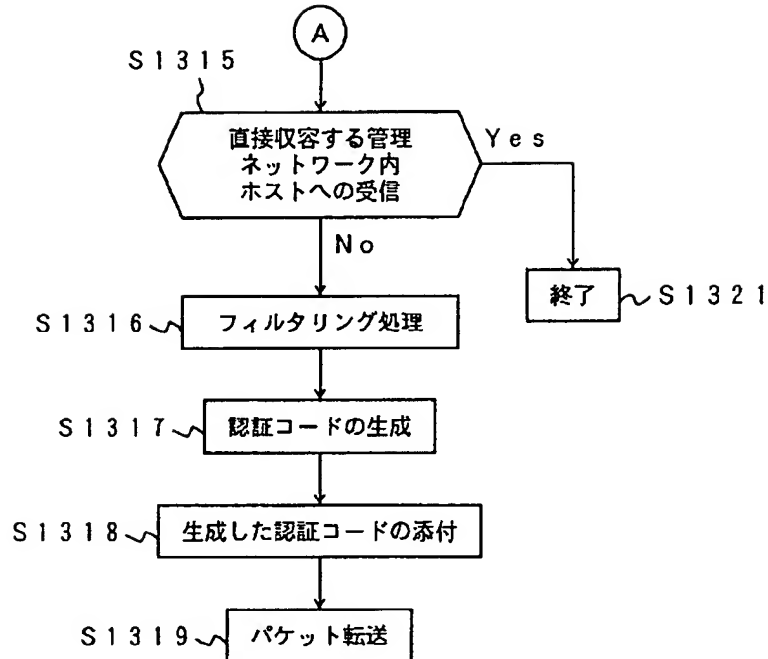 A
S1315
直接収容する管理
ネットワーク内
ホストへの受信
Yes
No
終了
S1321
S1316
フィルタリング処理
S1317
認証コードの生成
S1318
生成した認証コードの添付
S1319
パケット転送